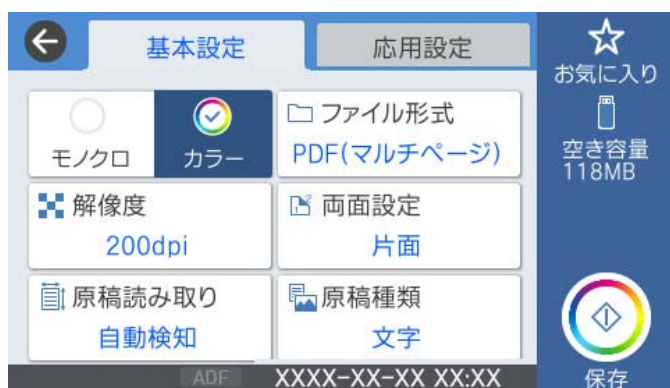 基本設定
応用設定
お気に入り
モノクロ
カラー
ファイル形式
PDF(マルチページ)
空き容量
118MB
解像度
200dpi
両面設定
片面
原稿読み取り
自動検知
原稿種類
文字
ADF
XXXX-XX-XX XX:XX
保存